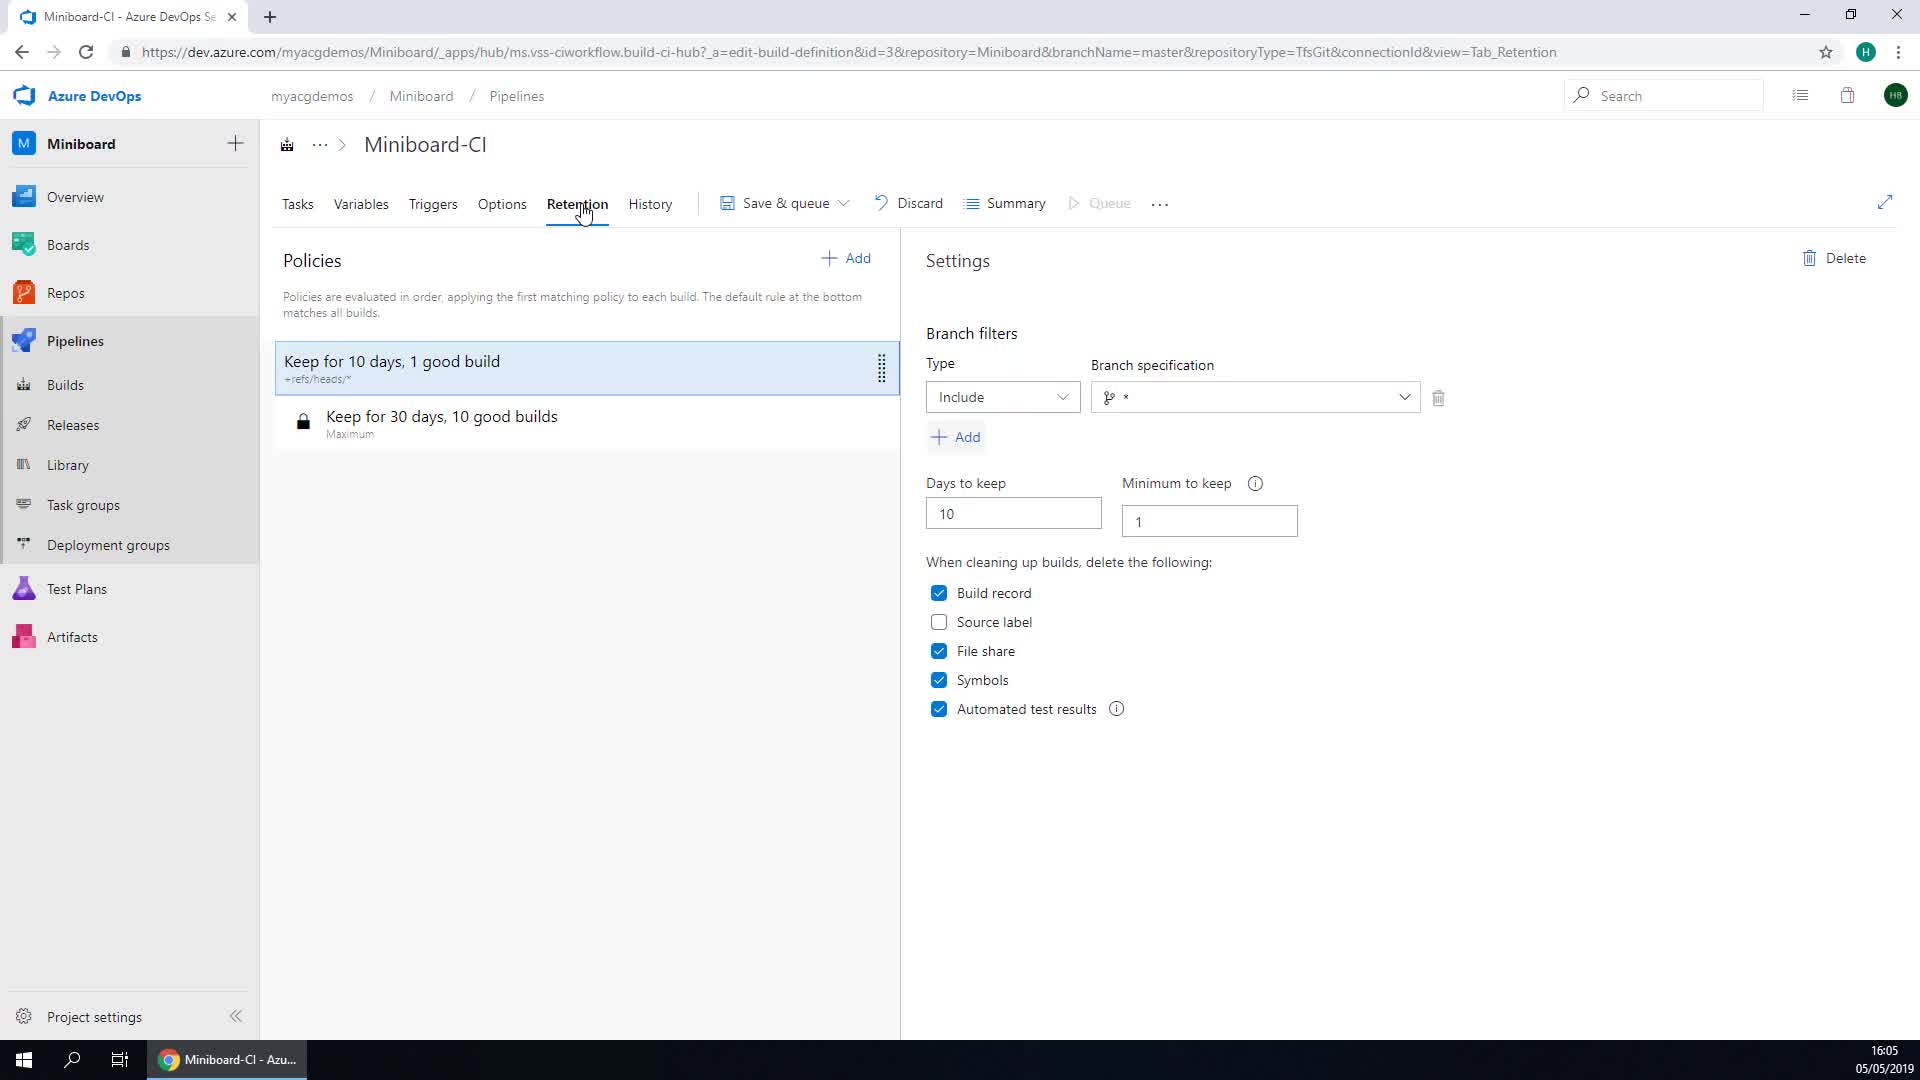 Miniboard-CI - Azure DevOps Se
https://dev.azure.com/myacgdemos/Miniboard/_apps/hub/ms.vss-ciworkflow.build-ci-hub?_a=edit-build-definition&id=3&repository=Miniboard&branchName=master&repositoryType=TfsGit&connectionId&view=Tab_Retention
H
Azure DevOps
myacgdemos / Miniboard / Pipelines
Search
HB
M Miniboard
Miniboard-CI
Overview
Boards
Repos
Pipelines
Builds
Releases
Library
Task groups
Deployment groups
Test Plans
Artifacts
Project settings
Tasks Variables Triggers Options Retention History Save & queue Discard Summary Queue ...
Policies
Add
Policies are evaluated in order, applying the first matching policy to each build. The default rule at the bottom
matches all builds.
Keep for 10 days, 1 good build
+refs/heads/*
Keep for 30 days, 10 good builds
Maximum
Settings
Delete
Branch filters
Type Branch specification
Include *
Add
Days to keep Minimum to keep
10 1
When cleaning up builds, delete the following:
Build record
Source label
File share
Symbols
Automated test results
Miniboard-CI - Azu...
16:05
05/05/2019